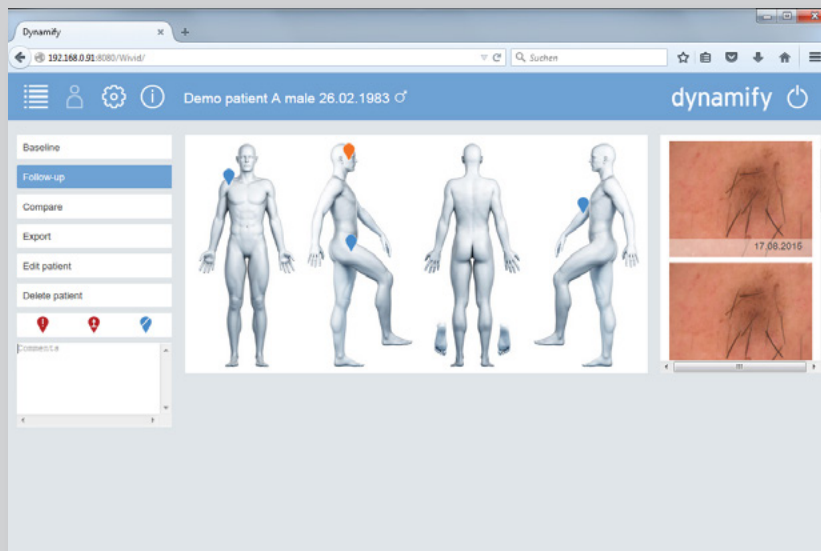 Dynamify
192.168.0.91:8080/Wivid/
Suchen
Demo patient A male 26.02.1983 ♂
dynamify
Baseline
Follow-up
Compare
Export
Edit patient
Delete patient
Comments
17.08.2015